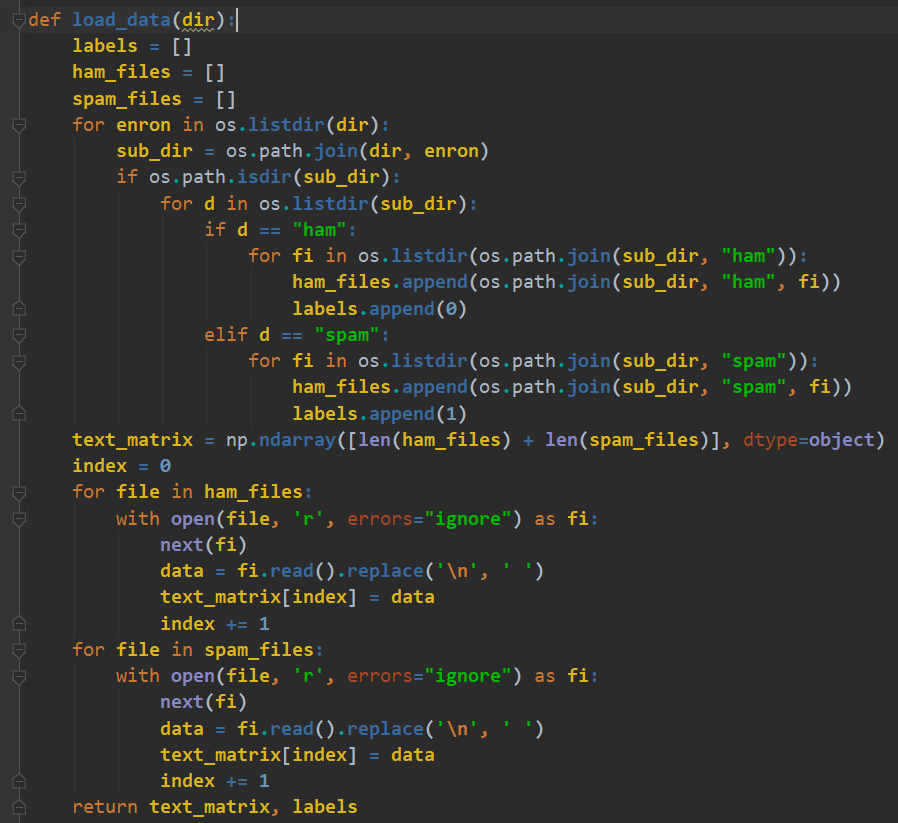 def load_data(dir):
    labels = []
    ham_files = []
    spam_files = []
    for enron in os.listdir(dir):
        sub_dir = os.path.join(dir, enron)
        if os.path.isdir(sub_dir):
            for d in os.listdir(sub_dir):
                if d == "ham":
                    for fi in os.listdir(os.path.join(sub_dir, "ham")):
                        ham_files.append(os.path.join(sub_dir, "ham", fi))
                        labels.append(0)
                elif d == "spam":
                    for fi in os.listdir(os.path.join(sub_dir, "spam")):
                        ham_files.append(os.path.join(sub_dir, "spam", fi))
                        labels.append(1)
    text_matrix = np.ndarray([len(ham_files) + len(spam_files)], dtype=object)
    index = 0
    for file in ham_files:
        with open(file, 'r', errors="ignore") as fi:
            next(fi)
            data = fi.read().replace('\n', ' ')
            text_matrix[index] = data
            index += 1
    for file in spam_files:
        with open(file, 'r', errors="ignore") as fi:
            next(fi)
            data = fi.read().replace('\n', ' ')
            text_matrix[index] = data
            index += 1
    return text_matrix, labels